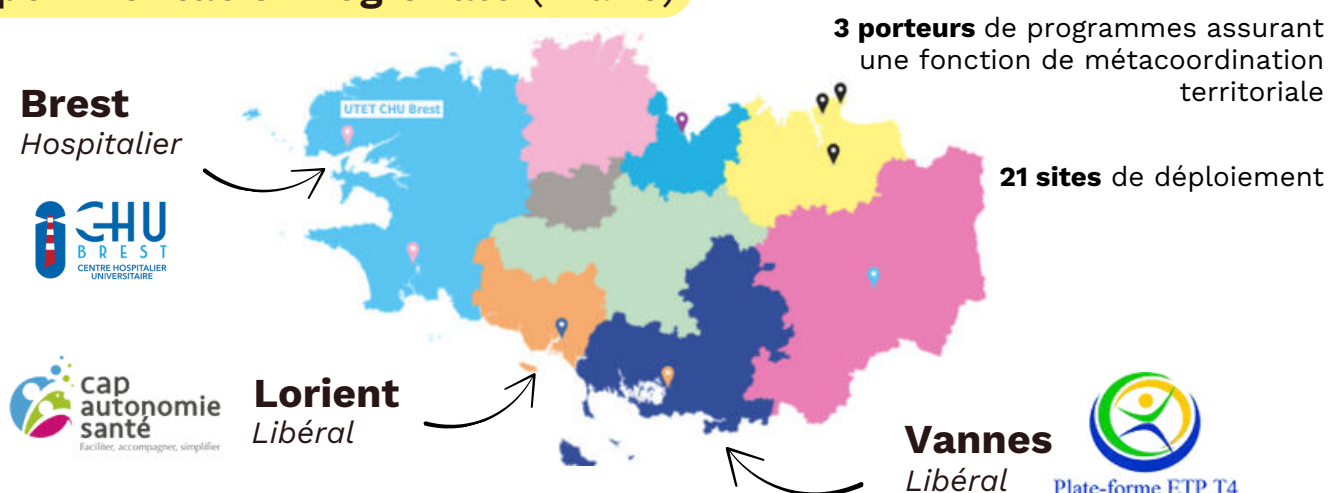 3 porteurs de programmes assurant
une fonction de métacoordination
territoriale
Brest
Hospitalier
UTET CHU Brest
21 sites de déploiement
CHU
BREST
CENTRE HOSPITALIER
UNIVERSITAIRE
cap
autonomie
santé
Faciliter, accompagner, simplifier
Lorient
Libéral
Vannes
Libéral
Plate-forme ETP T4